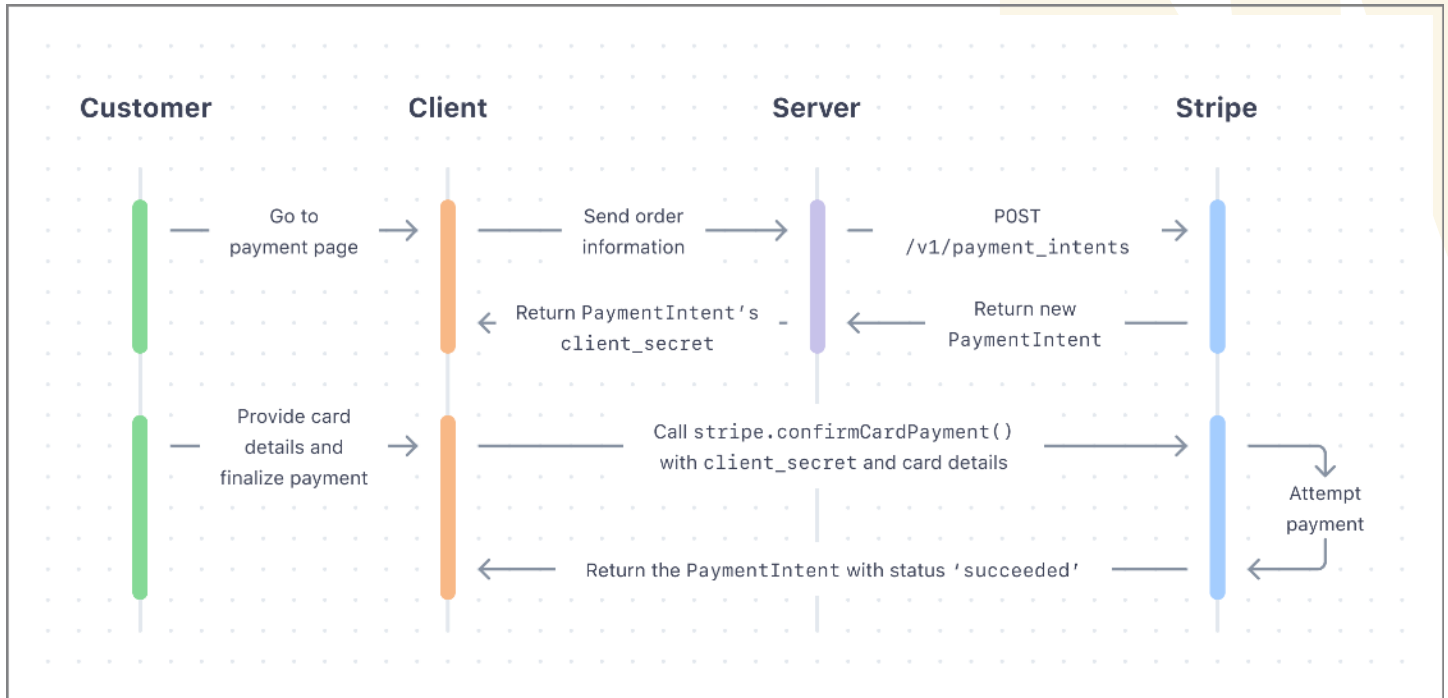 Customer
Client
Server
Stripe
Go to
payment page
Send order
information
POST
/v1/payment_intents
Return PaymentIntent’s
client_secret
Return new
PaymentIntent
Provide card
details and
finalize payment
Call stripe.confirmCardPayment()
with client_secret and card details
Attempt
payment
Return the PaymentIntent with status ‘succeeded’